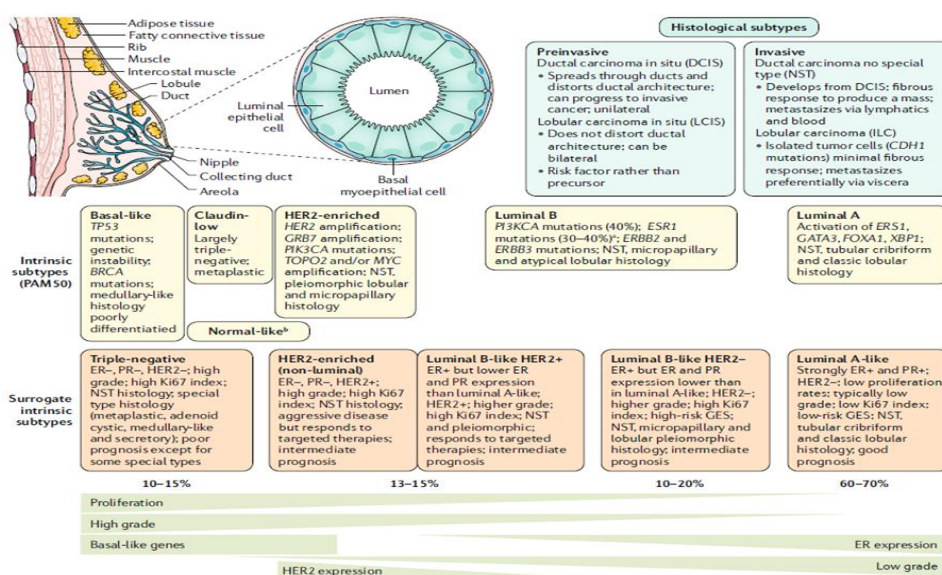 Adipose tissue
Fatty connective tissue
Rib
Muscle
Intercostal muscle
Lobule
Duct
Nipple
Collecting duct
Areola
Luminal
epithelial
cell
Lumen
Basal
myoepithelial cell
Histological subtypes
Preinvasive
Ductal carcinoma in situ (DCIS)
• Spreads through ducts and
distorts ductal architecture;
can progress to invasive
cancer; unilateral
Lobular carcinoma in situ (LCIS)
• Does not distort ductal
architecture; can be
bilateral
• Risk factor rather than
precursor
Invasive
Ductal carcinoma no special
type (NST)
• Develops from DCIS; fibrous
response to produce a mass;
metastasizes via lymphatics
and blood
Lobular carcinoma (ILC)
• Isolated tumor cells (CDH1
mutations) minimal fibrous
response; metastasizes
preferentially via viscera
Intrinsic
subtypes
(PAM50)
Basal-like
TP53
mutations;
genetic
instability;
BRCA
mutations;
medullary-like
histology
poorly
differentatied
Claudin-
low
Largely
triple-
negative;
metaplastic
HER2-enriched
HER2 amplification;
GRB7 amplification;
PIK3CA mutations;
TOPO2 and/or MYC
amplification; NST,
pleiomorphic lobular
and micropapillary
histology
Normal-likeᵇ
Luminal B
PI3KCA mutations (40%); ESR1
mutations (30–40%)ᵃ; ERBB2 and
ERBB3 mutations; NST, micropapillary
and atypical lobular histology
Luminal A
Activation of ERS1,
GATA3, FOXA1, XBP1;
NST, tubular cribriform
and classic lobular
histology
Surrogate
intrinsic
subtypes
Triple-negative
ER–, PR–, HER2–; high
grade; high Ki67 index;
NST histology; special
type histology
(metaplastic, adenoid
cystic, medullary-like
and secretory); poor
prognosis except for
some special types
HER2-enriched
(non-luminal)
ER–, PR–, HER2+;
high grade; high Ki67
index; NST histology;
aggressive disease
but responds to
targeted therapies;
intermediate
prognosis
Luminal B-like HER2+
ER+ but lower ER
and PR expression
than luminal A-like;
HER2+; higher grade;
high Ki67 index; NST
and pleiomorphic;
responds to targeted
therapies; intermediate
prognosis
Luminal B-like HER2–
ER+ but ER and PR
expression lower than
in luminal A-like; HER2–;
higher grade; high Ki67
index; high-risk GES;
NST, micropapillary and
lobular pleiomorphic
histology; intermediate
prognosis
Luminal A-like
Strongly ER+ and PR+;
HER2–; low proliferation
rates; typically low
grade; low Ki67 index;
low-risk GES; NST,
tubular cribriform
and classic lobular
histology; good
prognosis
10–15%
13–15%
10–20%
60–70%
Proliferation
High grade
Basal-like genes
ER expression
HER2 expression
Low grade